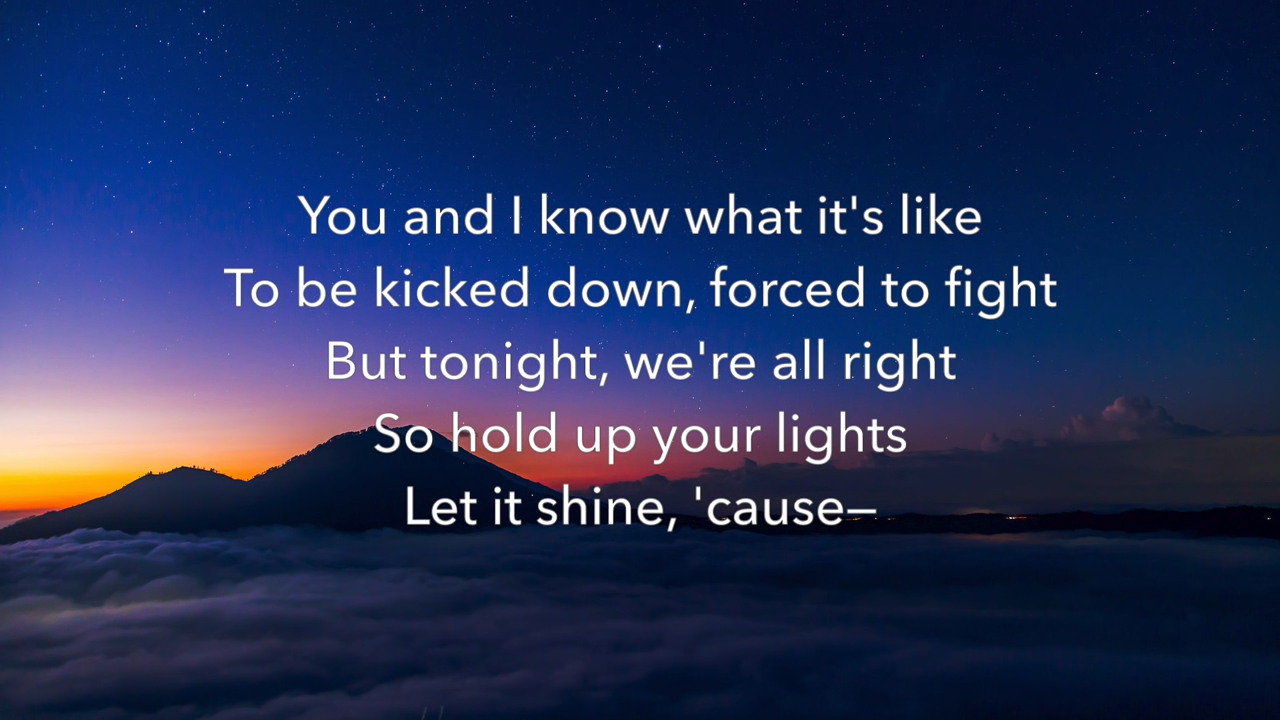 You and I know what it's like
To be kicked down, forced to fight
But tonight, we're all right
So hold up your lights
Let it shine, 'cause—